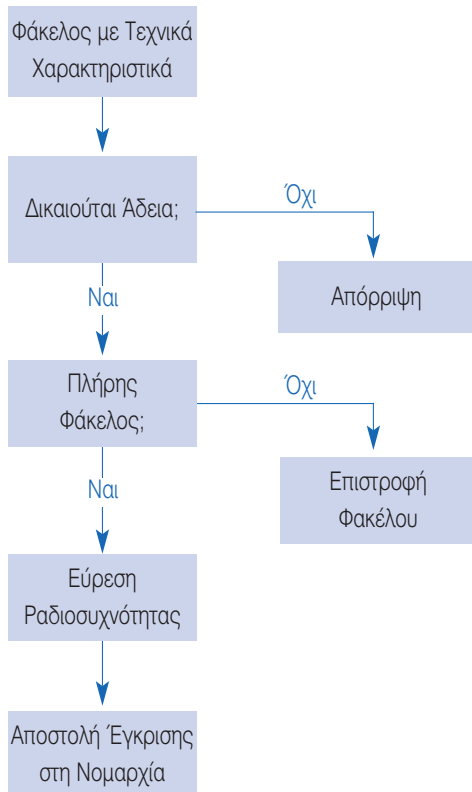 Φάκελος με Τεχνικά
Χαρακτηριστικά
Δικαιούται Άδεια;
Όχι
Απόρριψη
Ναι
Πλήρης
Φάκελος;
Όχι
Επιστροφή
Φακέλου
Ναι
Εύρεση
Ραδιοσυχνότητας
Αποστολή Έγκρισης
στη Νομαρχία